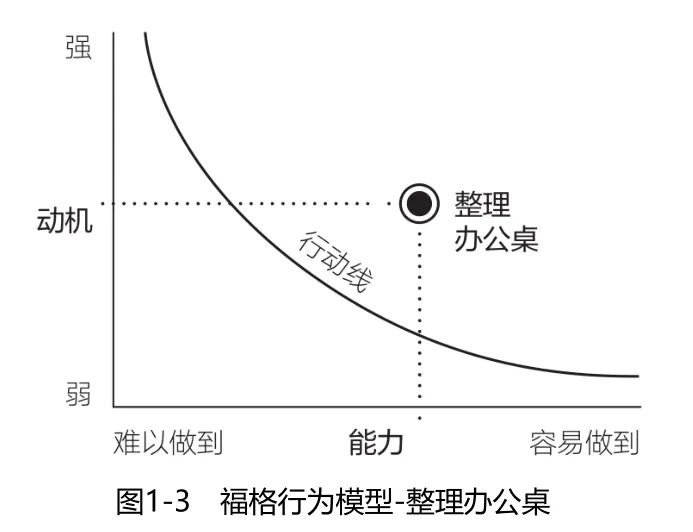 强
动机
整理
办公桌
行动线
弱
难以做到
能力
容易做到
图1-3 福格行为模型-整理办公桌